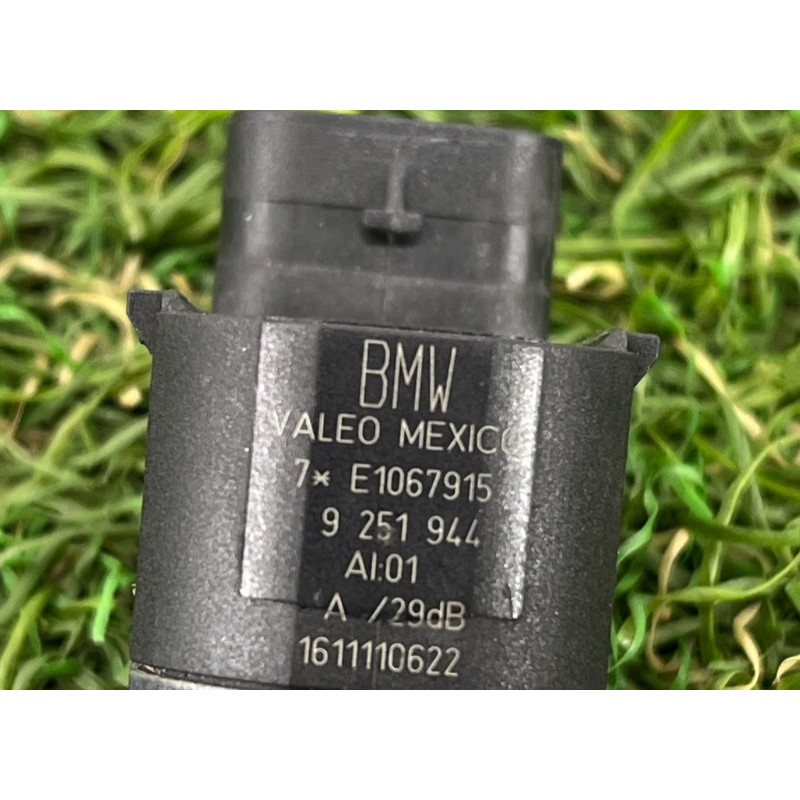 BMW
VALEO MEXICO
7* E1067915
9 251 944
AI:01
A /29dB
1611110622